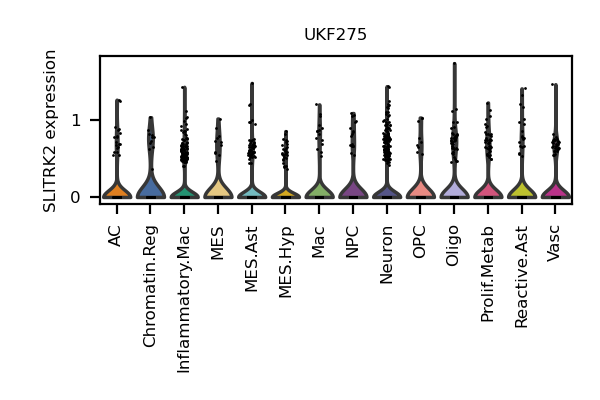 UKF275
SLITRK2 expression
1
0
AC
Chromatin.Reg
Inflammatory.Mac
MES
MES.Ast
MES.Hyp
Mac
NPC
Neuron
OPC
Oligo
Prolif.Metab
Reactive.Ast
Vasc